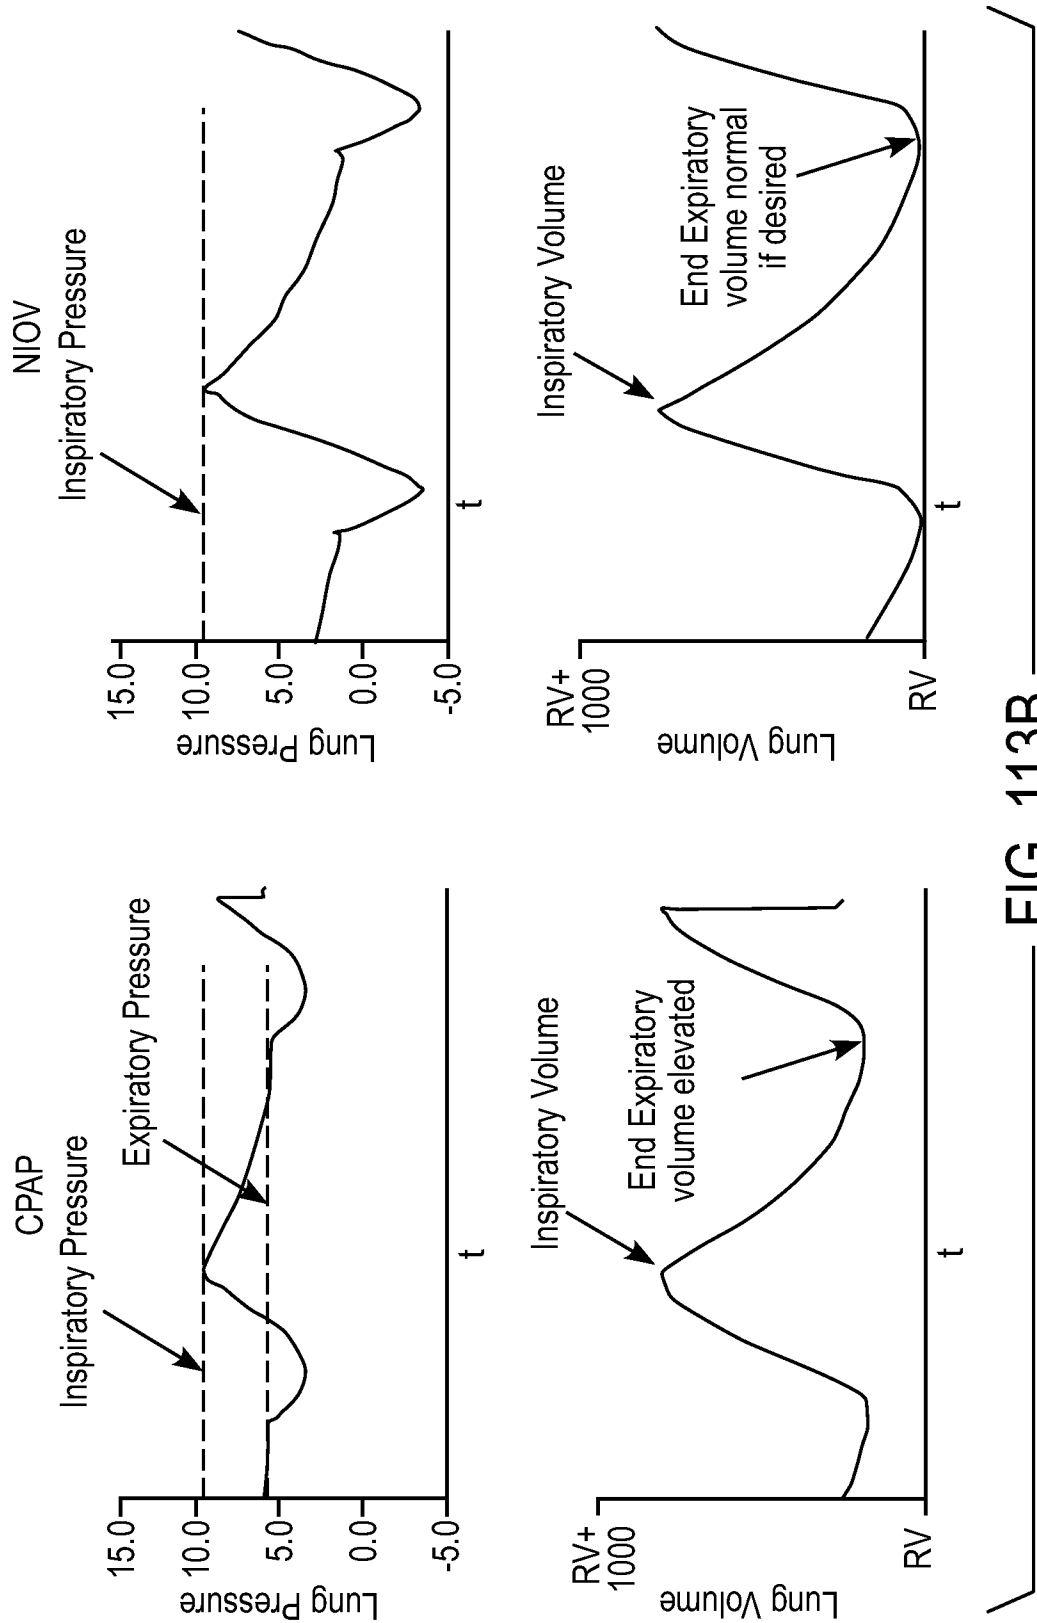 CPAP
Inspiratory Pressure
Expiratory Pressure
15.0
10.0
5.0
0.0
-5.0
Lung Pressure
t
Inspiratory Volume
End Expiratory
volume elevated
RV+
1000
RV
Lung Volume
t
NIOV
Inspiratory Pressure
15.0
10.0
5.0
0.0
-5.0
Lung Pressure
t
Inspiratory Volume
End Expiratory
volume normal
if desired
RV+
1000
RV
Lung Volume
t
FIG. 113B